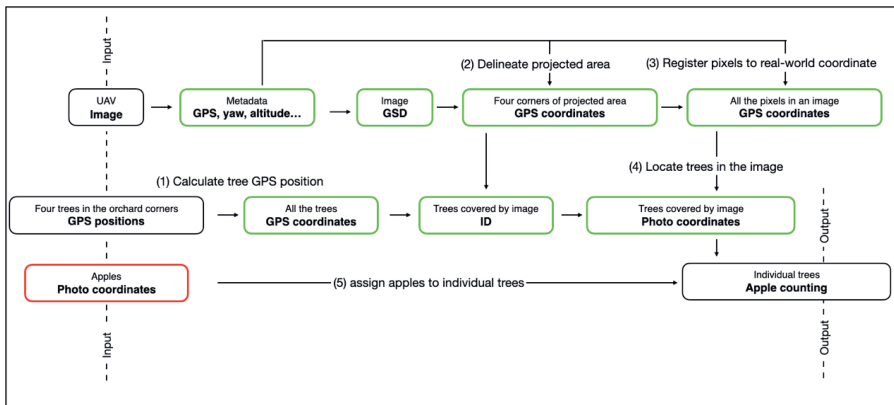 Input
(2) Delineate projected area
(3) Register pixels to real-world coordinate
UAV
Image
Metadata
GPS, yaw, altitude...
Image
GSD
Four corners of projected area
GPS coordinates
All the pixels in an image
GPS coordinates
(1) Calculate tree GPS position
(4) Locate trees in the image
Four trees in the orchard corners
GPS positions
All the trees
GPS coordinates
Trees covered by image
ID
Trees covered by image
Photo coordinates
Output
Apples
Photo coordinates
(5) assign apples to individual trees
Individual trees
Apple counting
Input
Output